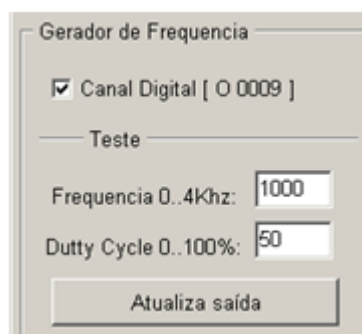 Gerador de Frequencia
Canal Digital [ O 0009 ]
Teste
Frequencia 0..4Khz: 1000
Dutty Cycle 0..100%: 50
Atualiza saída